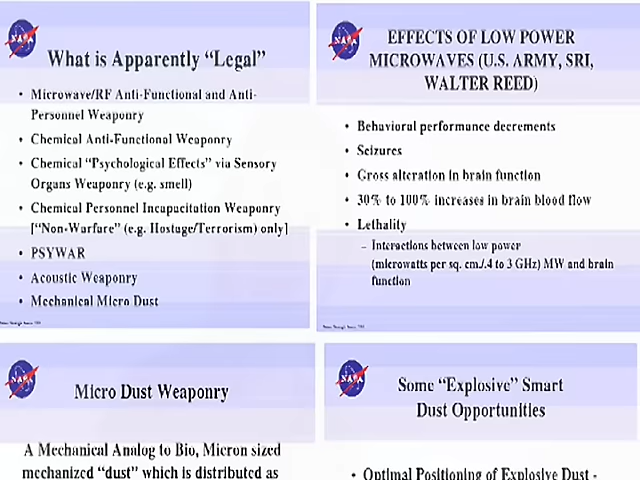 NASA
What is Apparently “Legal”
• Microwave/RF Anti-Functional and Anti-
Personnel Weaponry
• Chemical Anti-Functional Weaponry
• Chemical “Psychological Effects” via Sensory
Organs Weaponry (e.g. smell)
• Chemical Personnel Incapacitation Weaponry
[“Non-Warfare” (e.g. Hostage/Terrorism) only]
• PSYWAR
• Acoustic Weaponry
• Mechanical Micro Dust
NASA
EFFECTS OF LOW POWER
MICROWAVES (U.S. ARMY, SRI,
WALTER REED)
• Behavioral performance decrements
• Seizures
• Gross alteration in brain function
• 30% to 100% increases in brain blood flow
• Lethality
– Interactions between low power
(microwatts per sq. cm./.4 to 3 GHz) MW and brain
function
NASA
Micro Dust Weaponry
A Mechanical Analog to Bio, Micron sized
mechanized “dust” which is distributed as
NASA
Some “Explosive” Smart
Dust Opportunities
• Optimal Positioning of Explosive Dust -